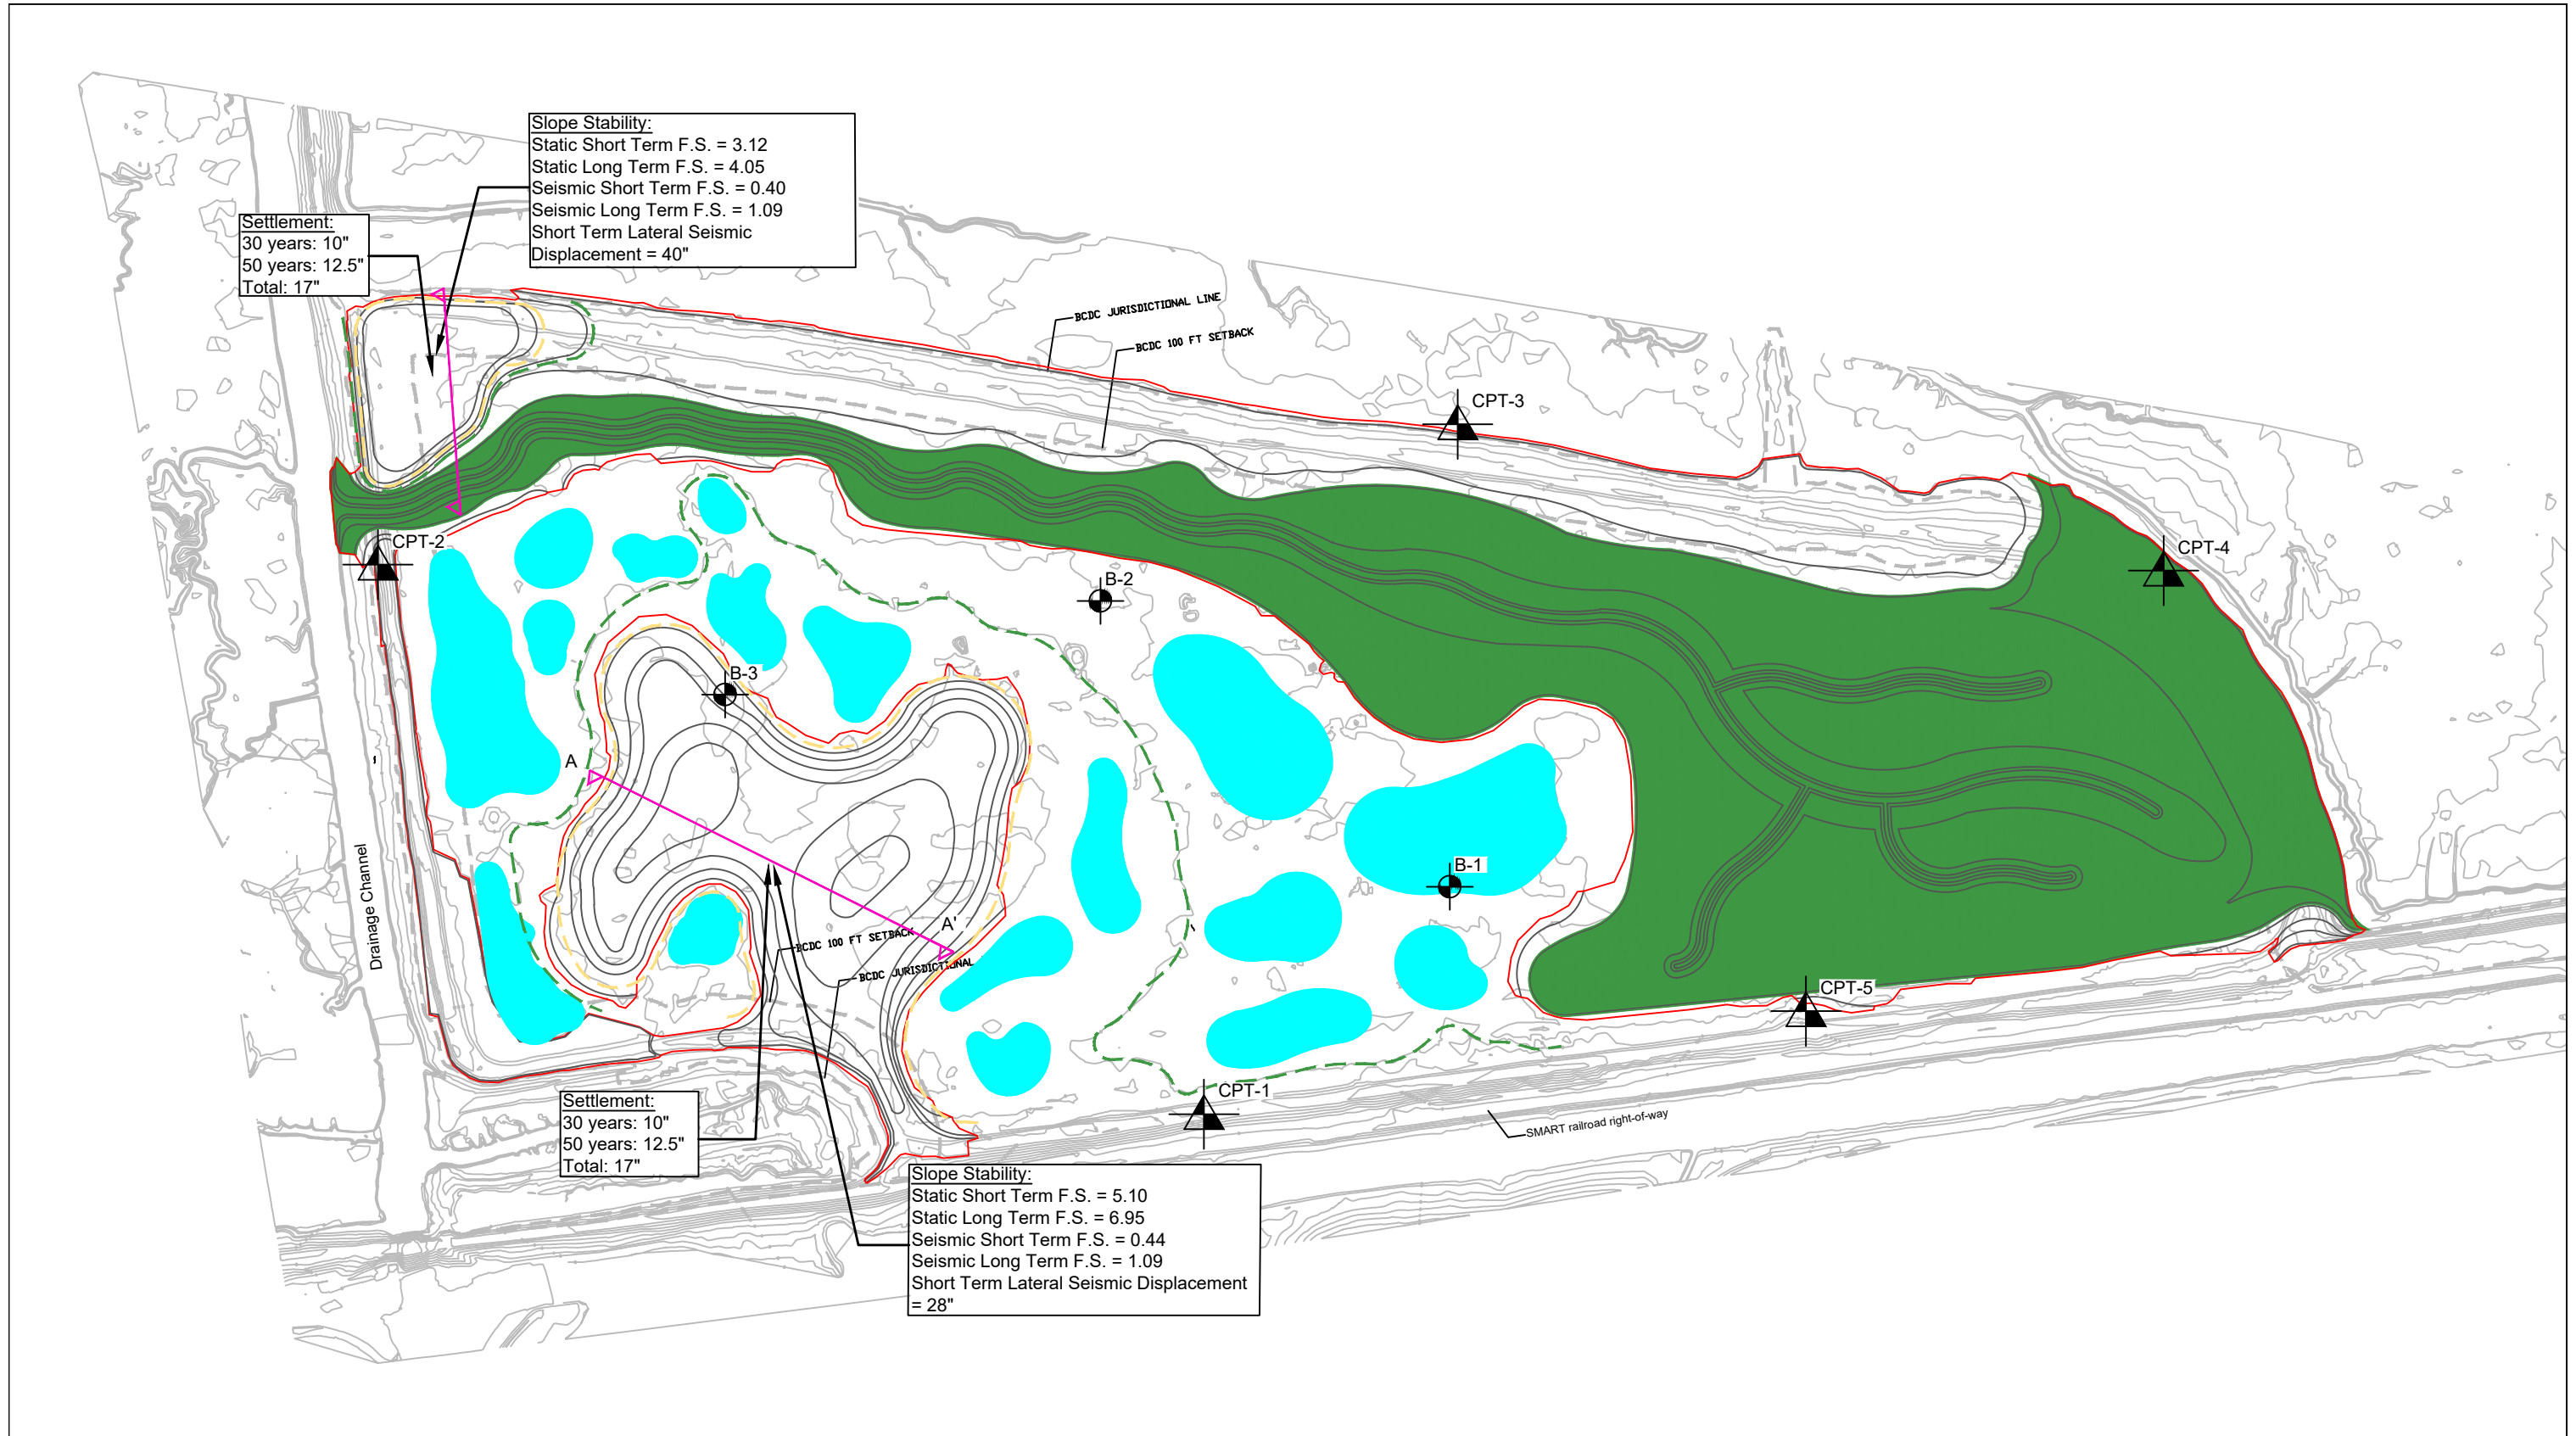 Slope Stability:
Static Short Term F.S. = 3.12
Static Long Term F.S. = 4.05
Seismic Short Term F.S. = 0.40
Seismic Long Term F.S. = 1.09
Short Term Lateral Seismic
Displacement = 40"
Settlement:
30 years: 10"
50 years: 12.5"
Total: 17"
BCDC JURISDICTIONAL LINE
BCDC 100 FT SETBACK
CPT-3
CPT-2
CPT-4
B-2
B-3
A
B-1
A'
Drainage Channel
BCDC 100 FT SETBACK
BCDC JURISDICTIONAL
CPT-5
CPT-1
SMART railroad right-of-way
Settlement:
30 years: 10"
50 years: 12.5"
Total: 17"
Slope Stability:
Static Short Term F.S. = 5.10
Static Long Term F.S. = 6.95
Seismic Short Term F.S. = 0.44
Seismic Long Term F.S. = 1.09
Short Term Lateral Seismic Displacement
= 28"